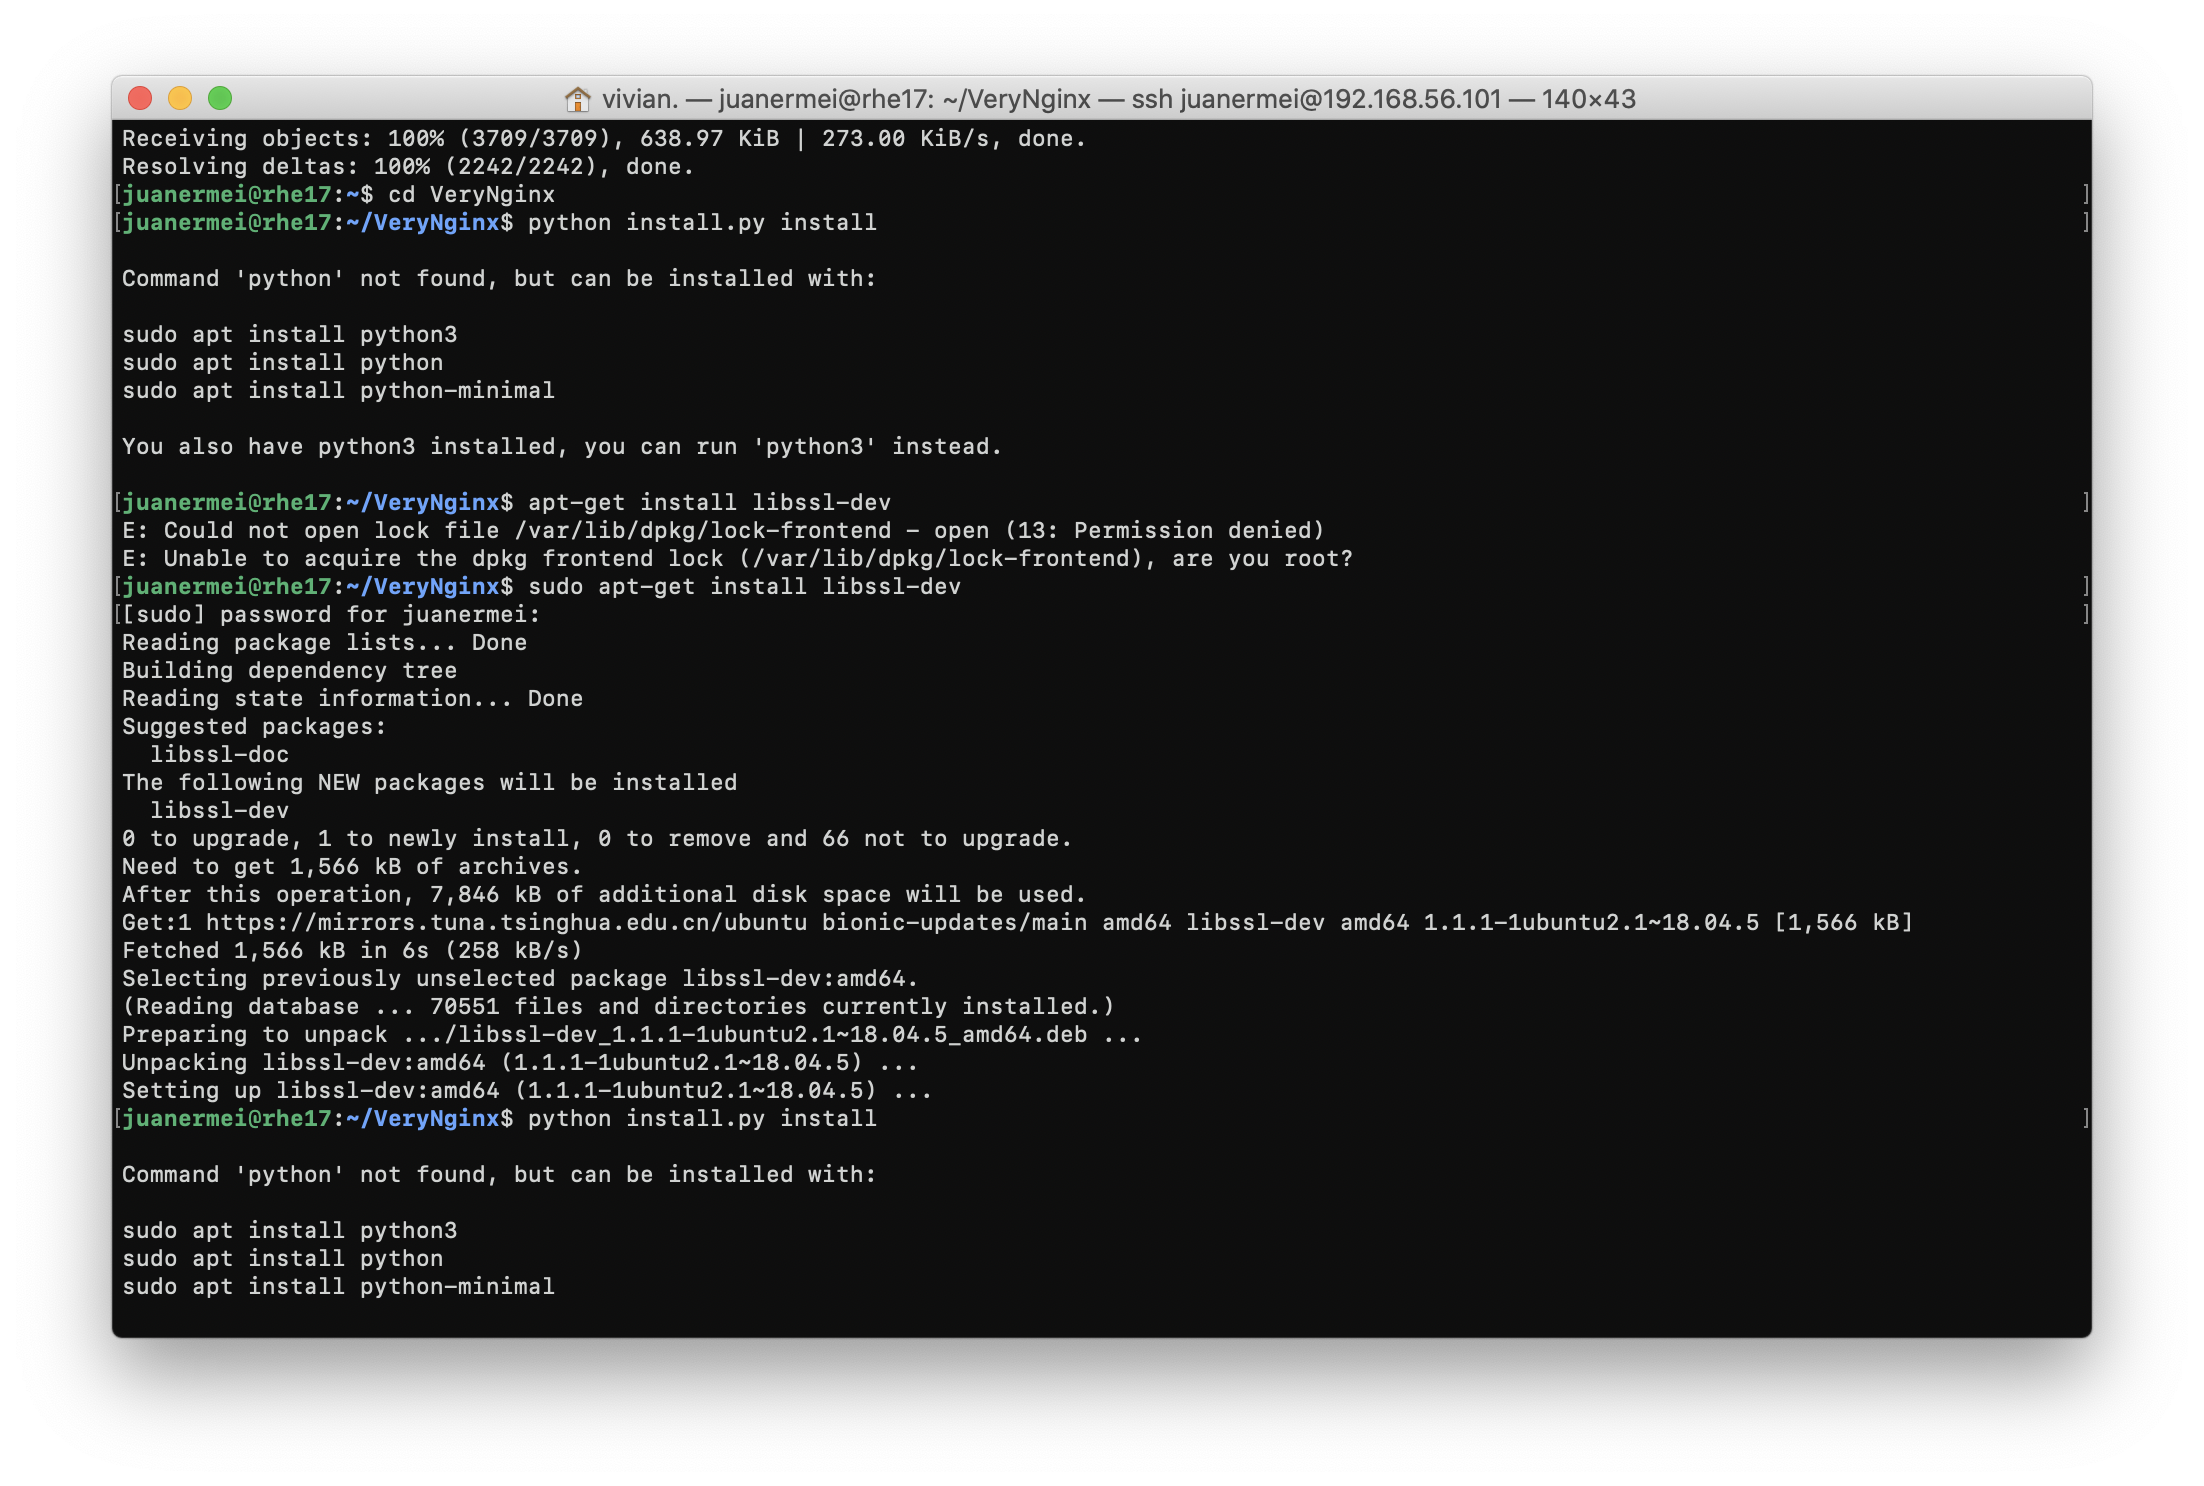 vivian. — juanermei@rhe17: ~/VeryNginx — ssh juanermei@192.168.56.101 — 140×43
Receiving objects: 100% (3709/3709), 638.97 KiB | 273.00 KiB/s, done.
Resolving deltas: 100% (2242/2242), done.
[juanermei@rhe17:~$ cd VeryNginx ]
[juanermei@rhe17:~/VeryNginx$ python install.py install ]
Command 'python' not found, but can be installed with:
sudo apt install python3
sudo apt install python
sudo apt install python-minimal
You also have python3 installed, you can run 'python3' instead.
[juanermei@rhe17:~/VeryNginx$ apt-get install libssl-dev ]
E: Could not open lock file /var/lib/dpkg/lock-frontend - open (13: Permission denied)
E: Unable to acquire the dpkg frontend lock (/var/lib/dpkg/lock-frontend), are you root?
[juanermei@rhe17:~/VeryNginx$ sudo apt-get install libssl-dev ]
[[sudo] password for juanermei: ]
Reading package lists... Done
Building dependency tree
Reading state information... Done
Suggested packages:
  libssl-doc
The following NEW packages will be installed
  libssl-dev
0 to upgrade, 1 to newly install, 0 to remove and 66 not to upgrade.
Need to get 1,566 kB of archives.
After this operation, 7,846 kB of additional disk space will be used.
Get:1 https://mirrors.tuna.tsinghua.edu.cn/ubuntu bionic-updates/main amd64 libssl-dev amd64 1.1.1-1ubuntu2.1~18.04.5 [1,566 kB]
Fetched 1,566 kB in 6s (258 kB/s)
Selecting previously unselected package libssl-dev:amd64.
(Reading database ... 70551 files and directories currently installed.)
Preparing to unpack .../libssl-dev_1.1.1-1ubuntu2.1~18.04.5_amd64.deb ...
Unpacking libssl-dev:amd64 (1.1.1-1ubuntu2.1~18.04.5) ...
Setting up libssl-dev:amd64 (1.1.1-1ubuntu2.1~18.04.5) ...
[juanermei@rhe17:~/VeryNginx$ python install.py install ]
Command 'python' not found, but can be installed with:
sudo apt install python3
sudo apt install python
sudo apt install python-minimal